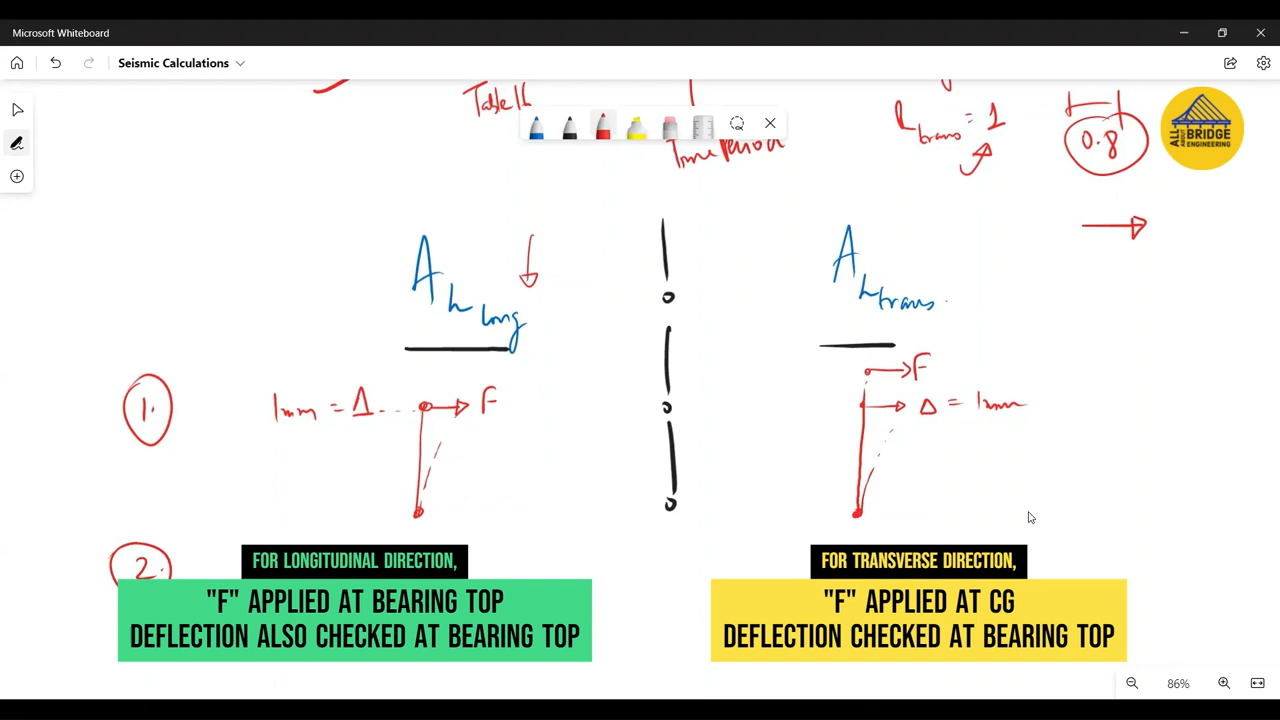 Microsoft Whiteboard
Seismic Calculations
Table 16
Time Period
R trans = 1
0.8
ALL ABOUT BRIDGE ENGINEERING
A h long
A h trans
1.
1mm = Δ
F
F
Δ = 1mm
2.
FOR LONGITUDINAL DIRECTION,
"F" APPLIED AT BEARING TOP
DEFLECTION ALSO CHECKED AT BEARING TOP
FOR TRANSVERSE DIRECTION,
"F" APPLIED AT CG
DEFLECTION CHECKED AT BEARING TOP
86%